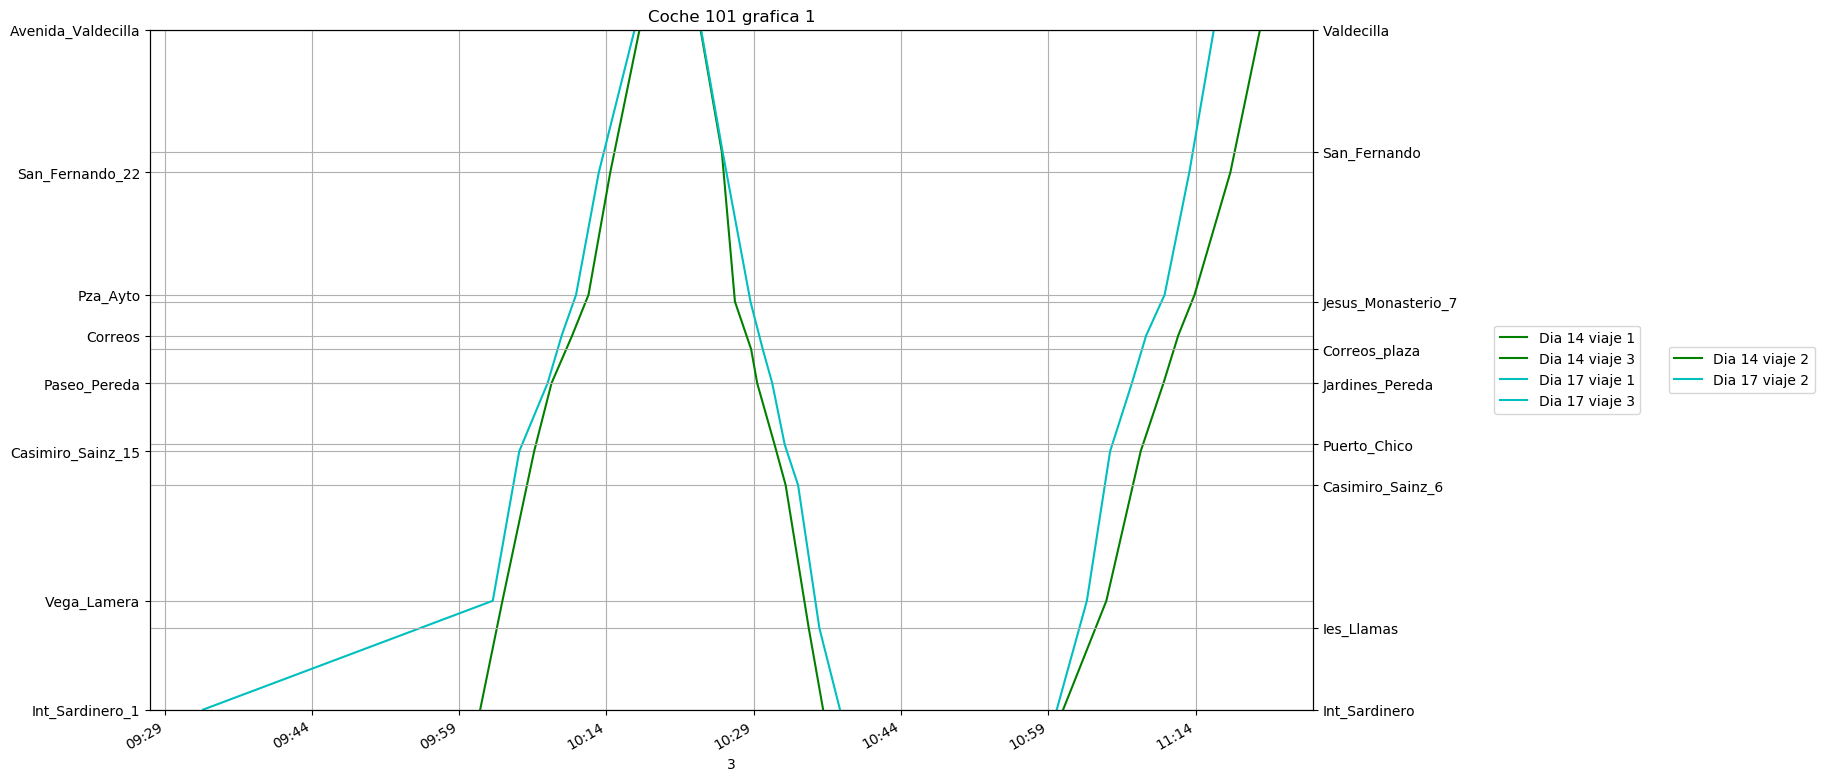 Coche 101 grafica 1
Avenida_Valdecilla
San_Fernando_22
Pza_Ayto
Correos
Paseo_Pereda
Casimiro_Sainz_15
Vega_Lamera
Int_Sardinero_1
Valdecilla
San_Fernando
Jesus_Monasterio_7
Correos_plaza
Jardines_Pereda
Puerto_Chico
Casimiro_Sainz_6
Ies_Llamas
Int_Sardinero
09:29
09:44
09:59
10:14
10:29
10:44
10:59
11:14
3
Dia 14 viaje 1
Dia 14 viaje 3
Dia 17 viaje 1
Dia 17 viaje 3
Dia 14 viaje 2
Dia 17 viaje 2